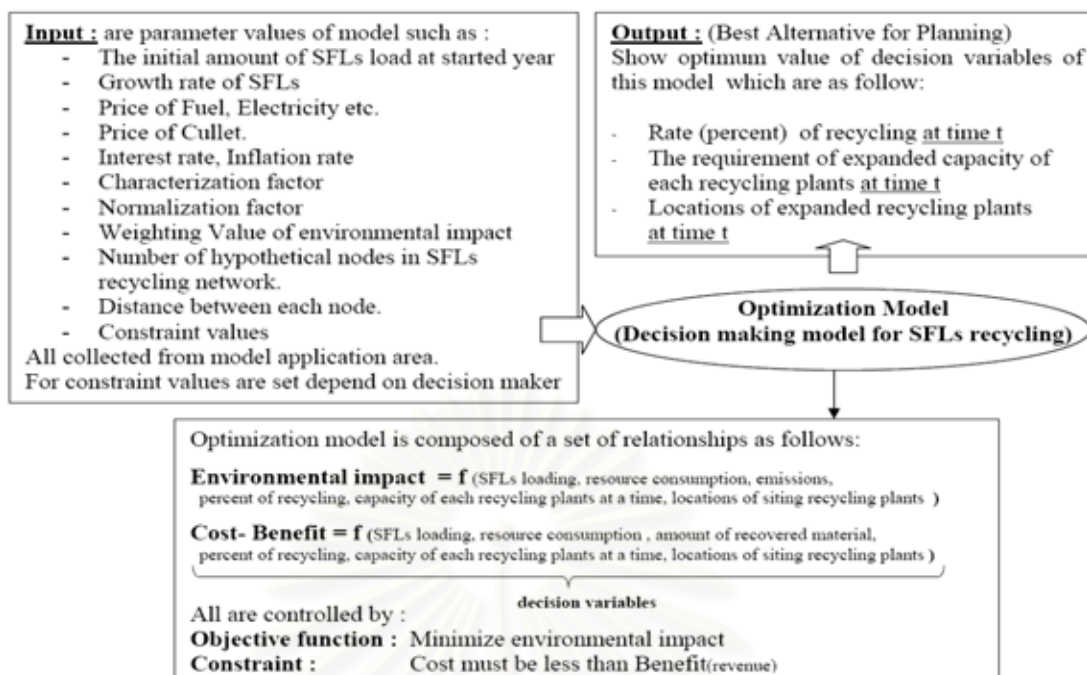 Input : are parameter values of model such as :
- The initial amount of SFLs load at started year
- Growth rate of SFLs
- Price of Fuel, Electricity etc.
- Price of Cullet.
- Interest rate, Inflation rate
- Characterization factor
- Normalization factor
- Weighting Value of environmental impact
- Number of hypothetical nodes in SFLs
recycling network.
- Distance between each node.
- Constraint values
All collected from model application area.
For constraint values are set depend on decision maker
Output : (Best Alternative for Planning)
Show optimum value of decision variables of
this model which are as follow:
- Rate (percent) of recycling at time t
- The requirement of expanded capacity of
each recycling plants at time t
- Locations of expanded recycling plants
at time t
Optimization Model
(Decision making model for SFLs recycling)
Optimization model is composed of a set of relationships as follows:
Environmental impact = f (SFLs loading, resource consumption, emissions,
percent of recycling, capacity of each recycling plants at a time, locations of siting recycling plants )
Cost- Benefit = f (SFLs loading, resource consumption , amount of recovered material,
percent of recycling, capacity of each recycling plants at a time, locations of siting recycling plants )
decision variables
All are controlled by :
Objective function : Minimize environmental impact
Constraint : Cost must be less than Benefit(revenue)